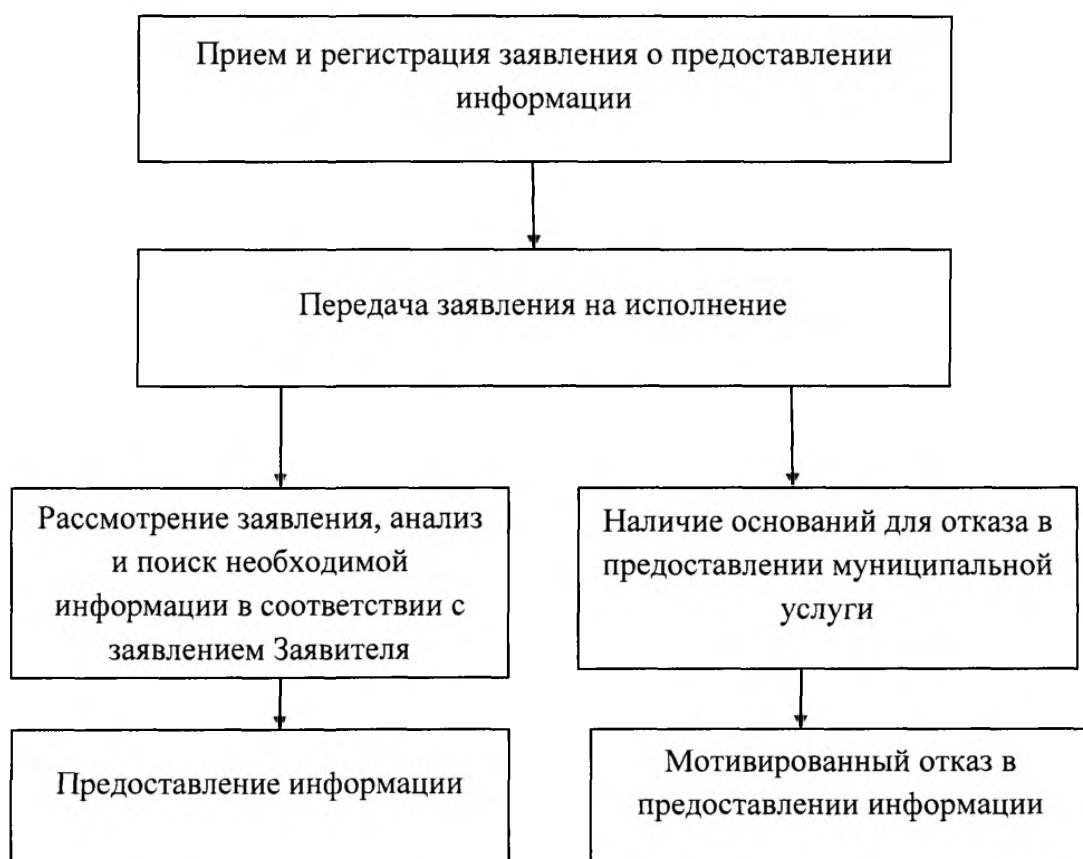 Прием и регистрация заявления о предоставлении
информации
Передача заявления на исполнение
Рассмотрение заявления, анализ
и поиск необходимой
информации в соответствии с
заявлением Заявителя
Наличие оснований для отказа в
предоставлении муниципальной
услуги
Предоставление информации
Мотивированный отказ в
предоставлении информации